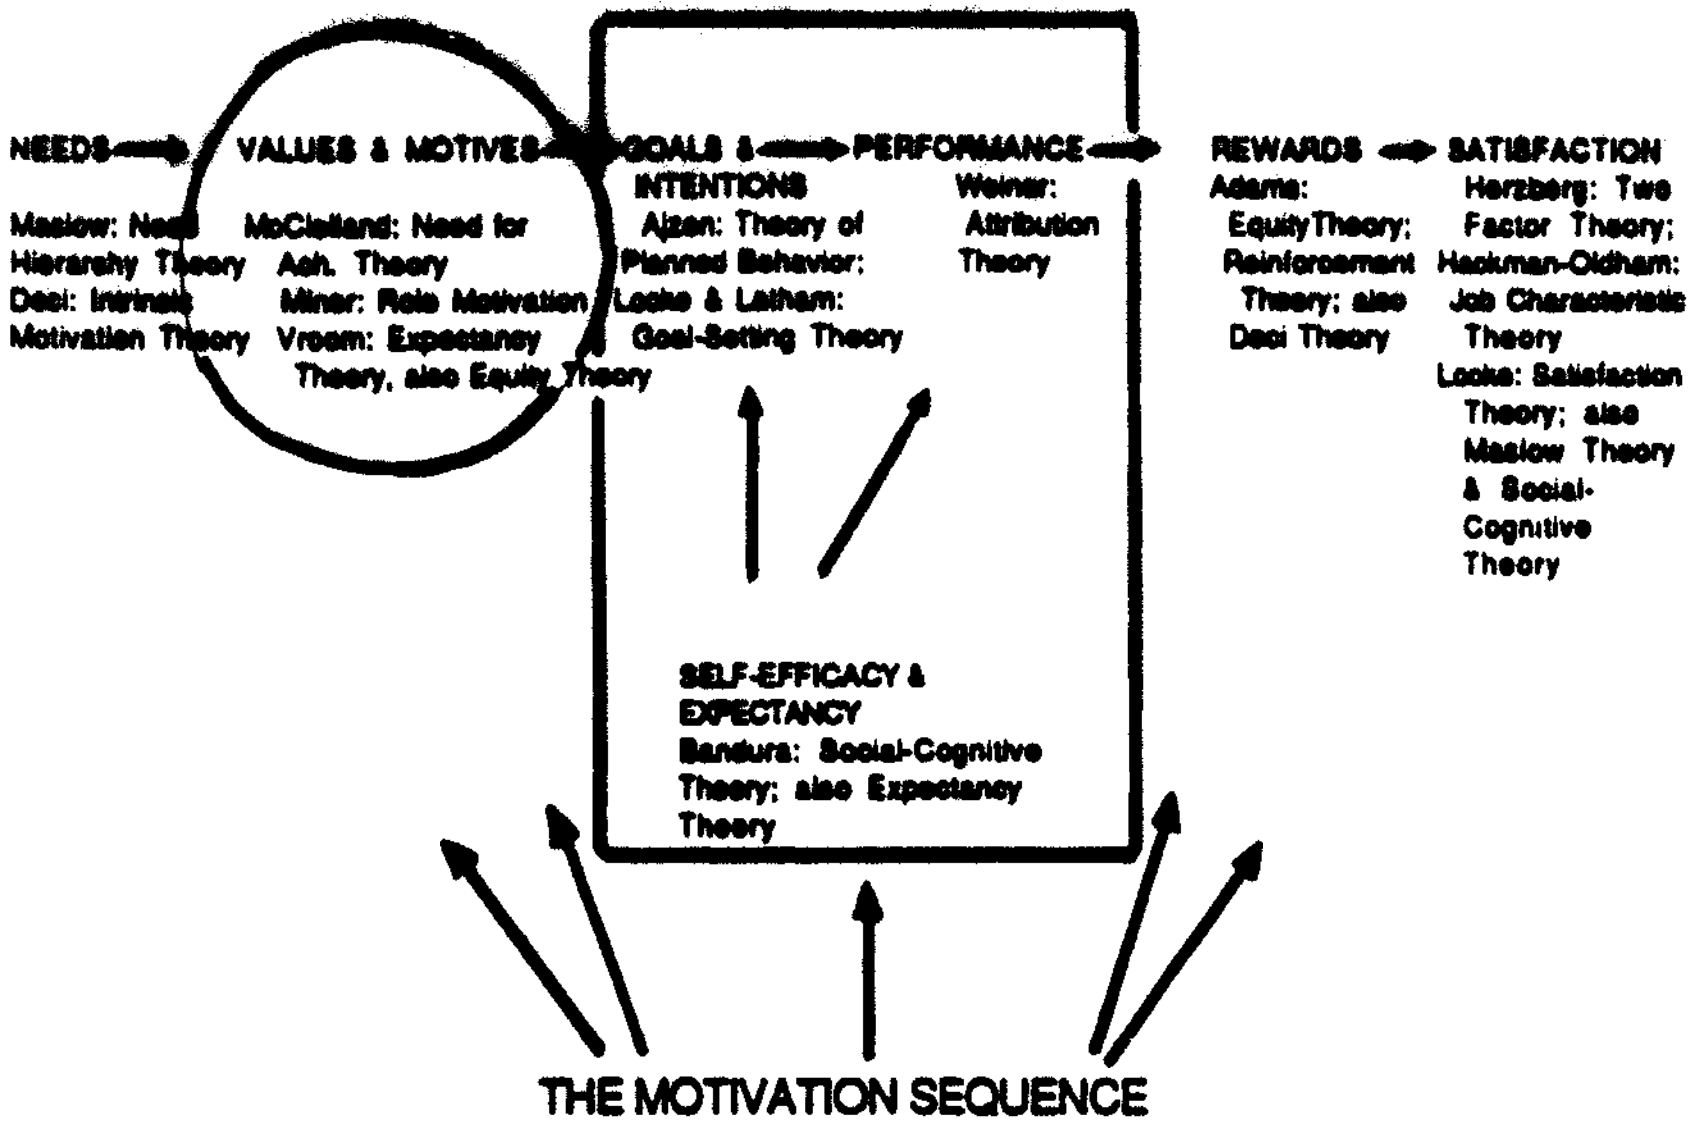 NEEDS
Maslow: Need
Hierarchy Theory
Deci: Intrinsic
Motivation Theory
VALUES & MOTIVES
McClelland: Need for
Ach. Theory
Miner: Role Motivation
Vroom: Expectancy
Theory, also Equity Theory
GOALS &
INTENTIONS
Ajzen: Theory of
Planned Behavior:
Locke & Latham:
Goal-Setting Theory
PERFORMANCE
Weiner:
Attribution
Theory
REWARDS
Adams:
Equity Theory;
Reinforcement
Theory; also
Deci Theory
SATISFACTION
Herzberg: Two
Factor Theory;
Hackman-Oldham:
Job Characteristic
Theory
Locke: Satisfaction
Theory; also
Maslow Theory
& Social-
Cognitive
Theory
SELF-EFFICACY &
EXPECTANCY
Bandura: Social-Cognitive
Theory; also Expectancy
Theory
THE MOTIVATION SEQUENCE